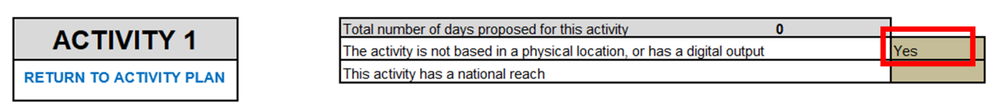 ACTIVITY 1
RETURN TO ACTIVITY PLAN
Total number of days proposed for this activity 0
The activity is not based in a physical location, or has a digital output Yes
This activity has a national reach